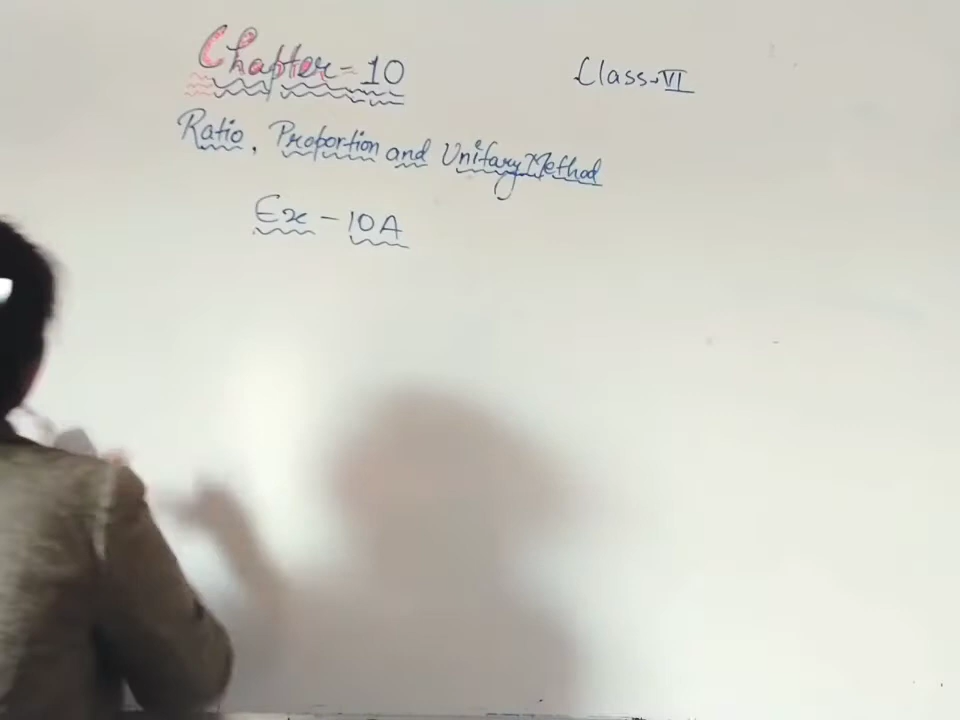 Chapter-10
Class-VI
Ratio, Proportion and Unitary Method
Ex-10A